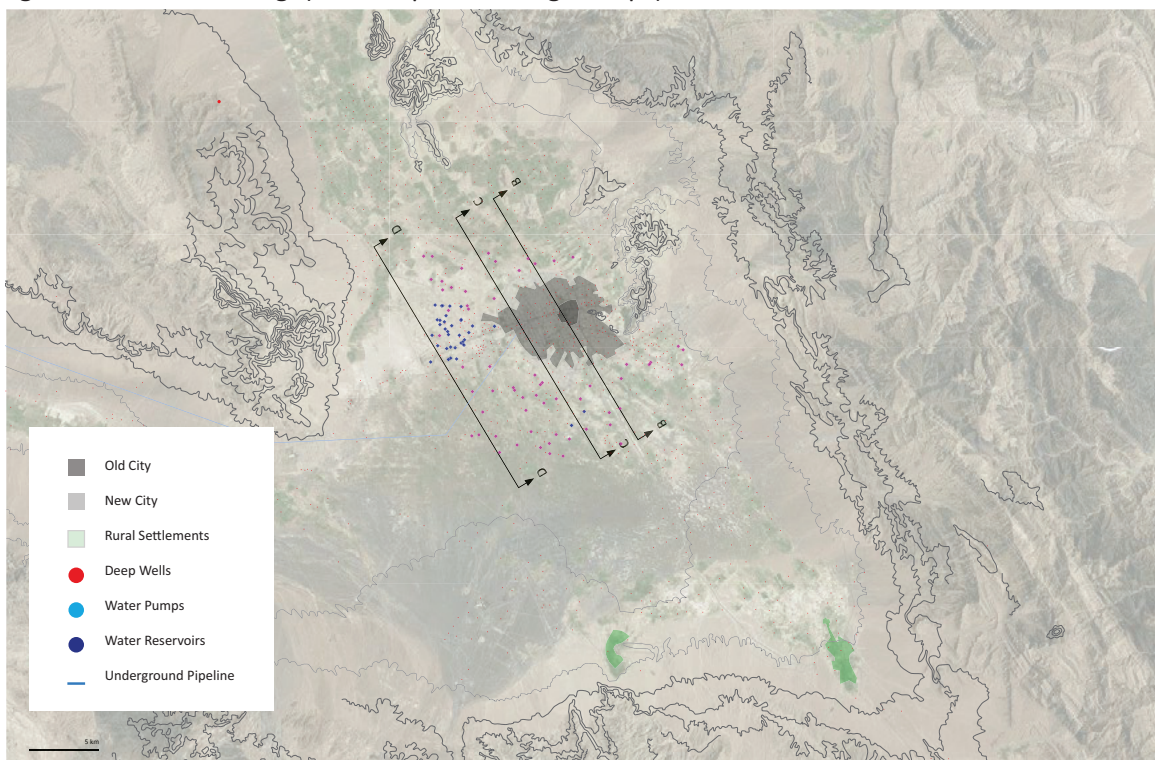 B
C
D
B
C
D
Old City
New City
Rural Settlements
Deep Wells
Water Pumps
Water Reservoirs
Underground Pipeline
5 km